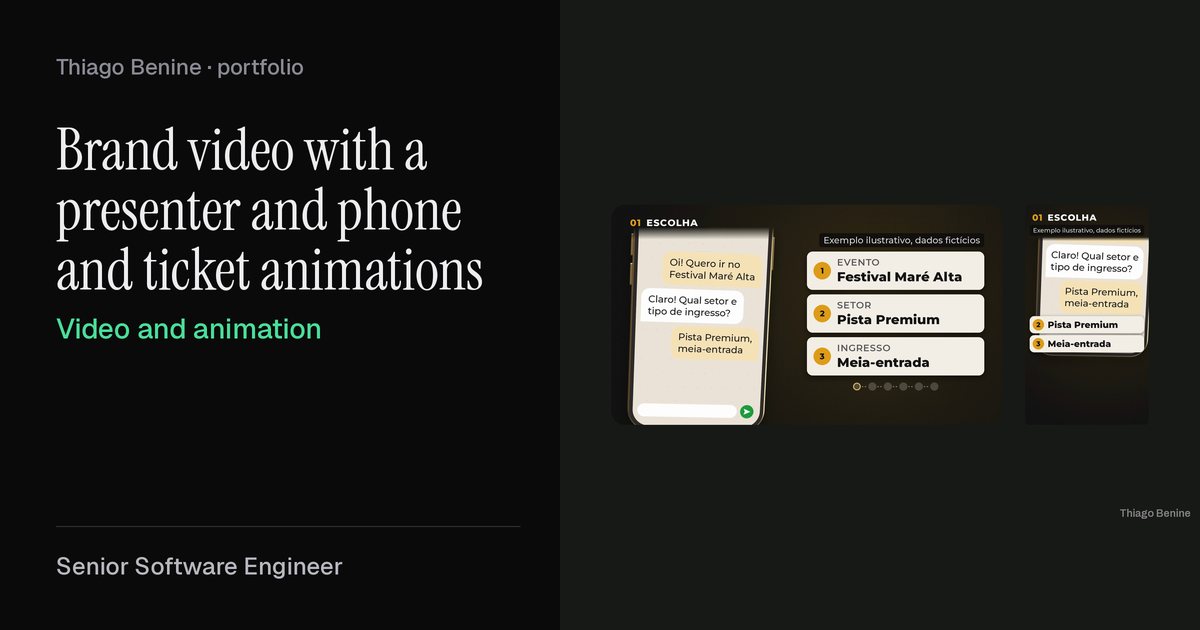 Thiago Benine · portfolio
Brand video with a
presenter and phone
and ticket animations
Video and animation
Senior Software Engineer
01 ESCOLHA
Oi! Quero ir no
Festival Maré Alta
Claro! Qual setor e
tipo de ingresso?
Pista Premium,
meia-entrada
Exemplo ilustrativo, dados fictícios
1
EVENTO
Festival Maré Alta
2
SETOR
Pista Premium
3
INGRESSO
Meia-entrada
01 ESCOLHA
Exemplo ilustrativo, dados fictícios
Claro! Qual setor e
tipo de ingresso?
Pista Premium,
meia-entrada
2 Pista Premium
3 Meia-entrada
Thiago Benine